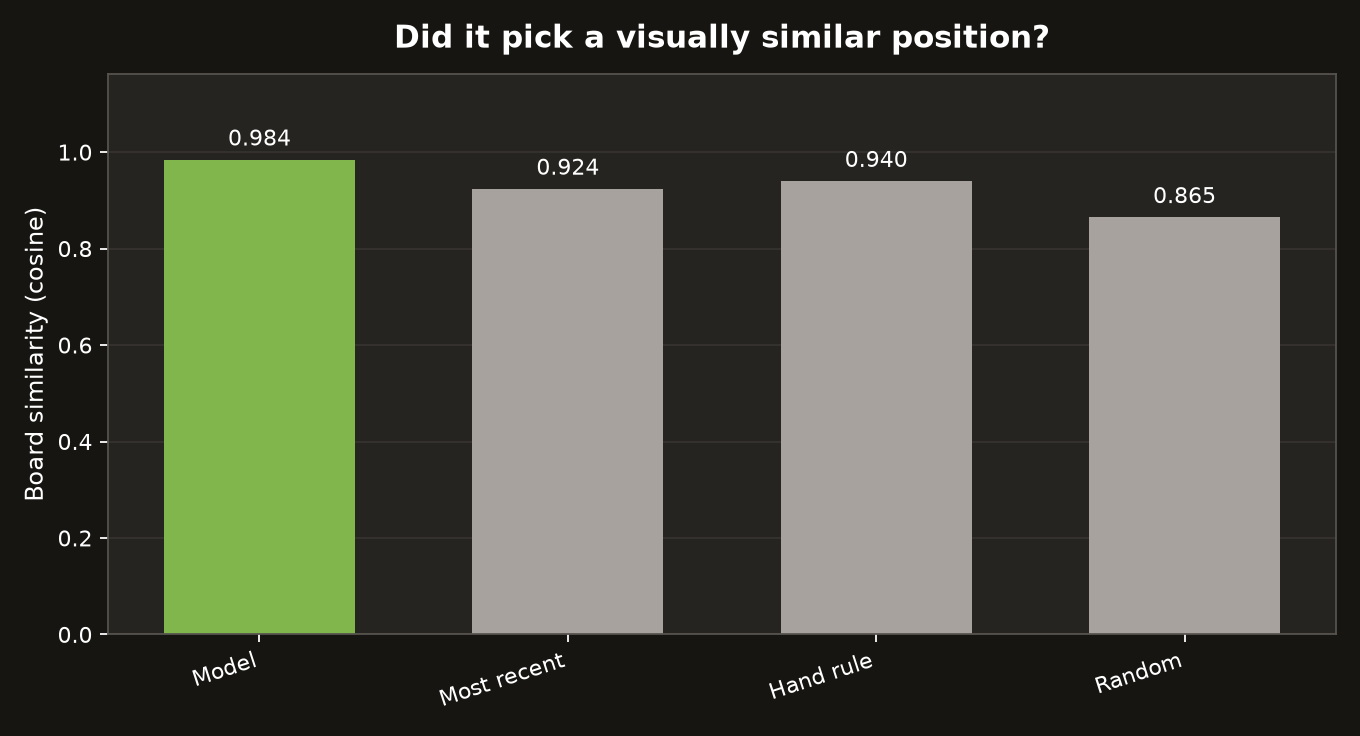 Did it pick a visually similar position?
Board similarity (cosine)
1.0
0.8
0.6
0.4
0.2
0.0
0.984
0.924
0.940
0.865
Model
Most recent
Hand rule
Random